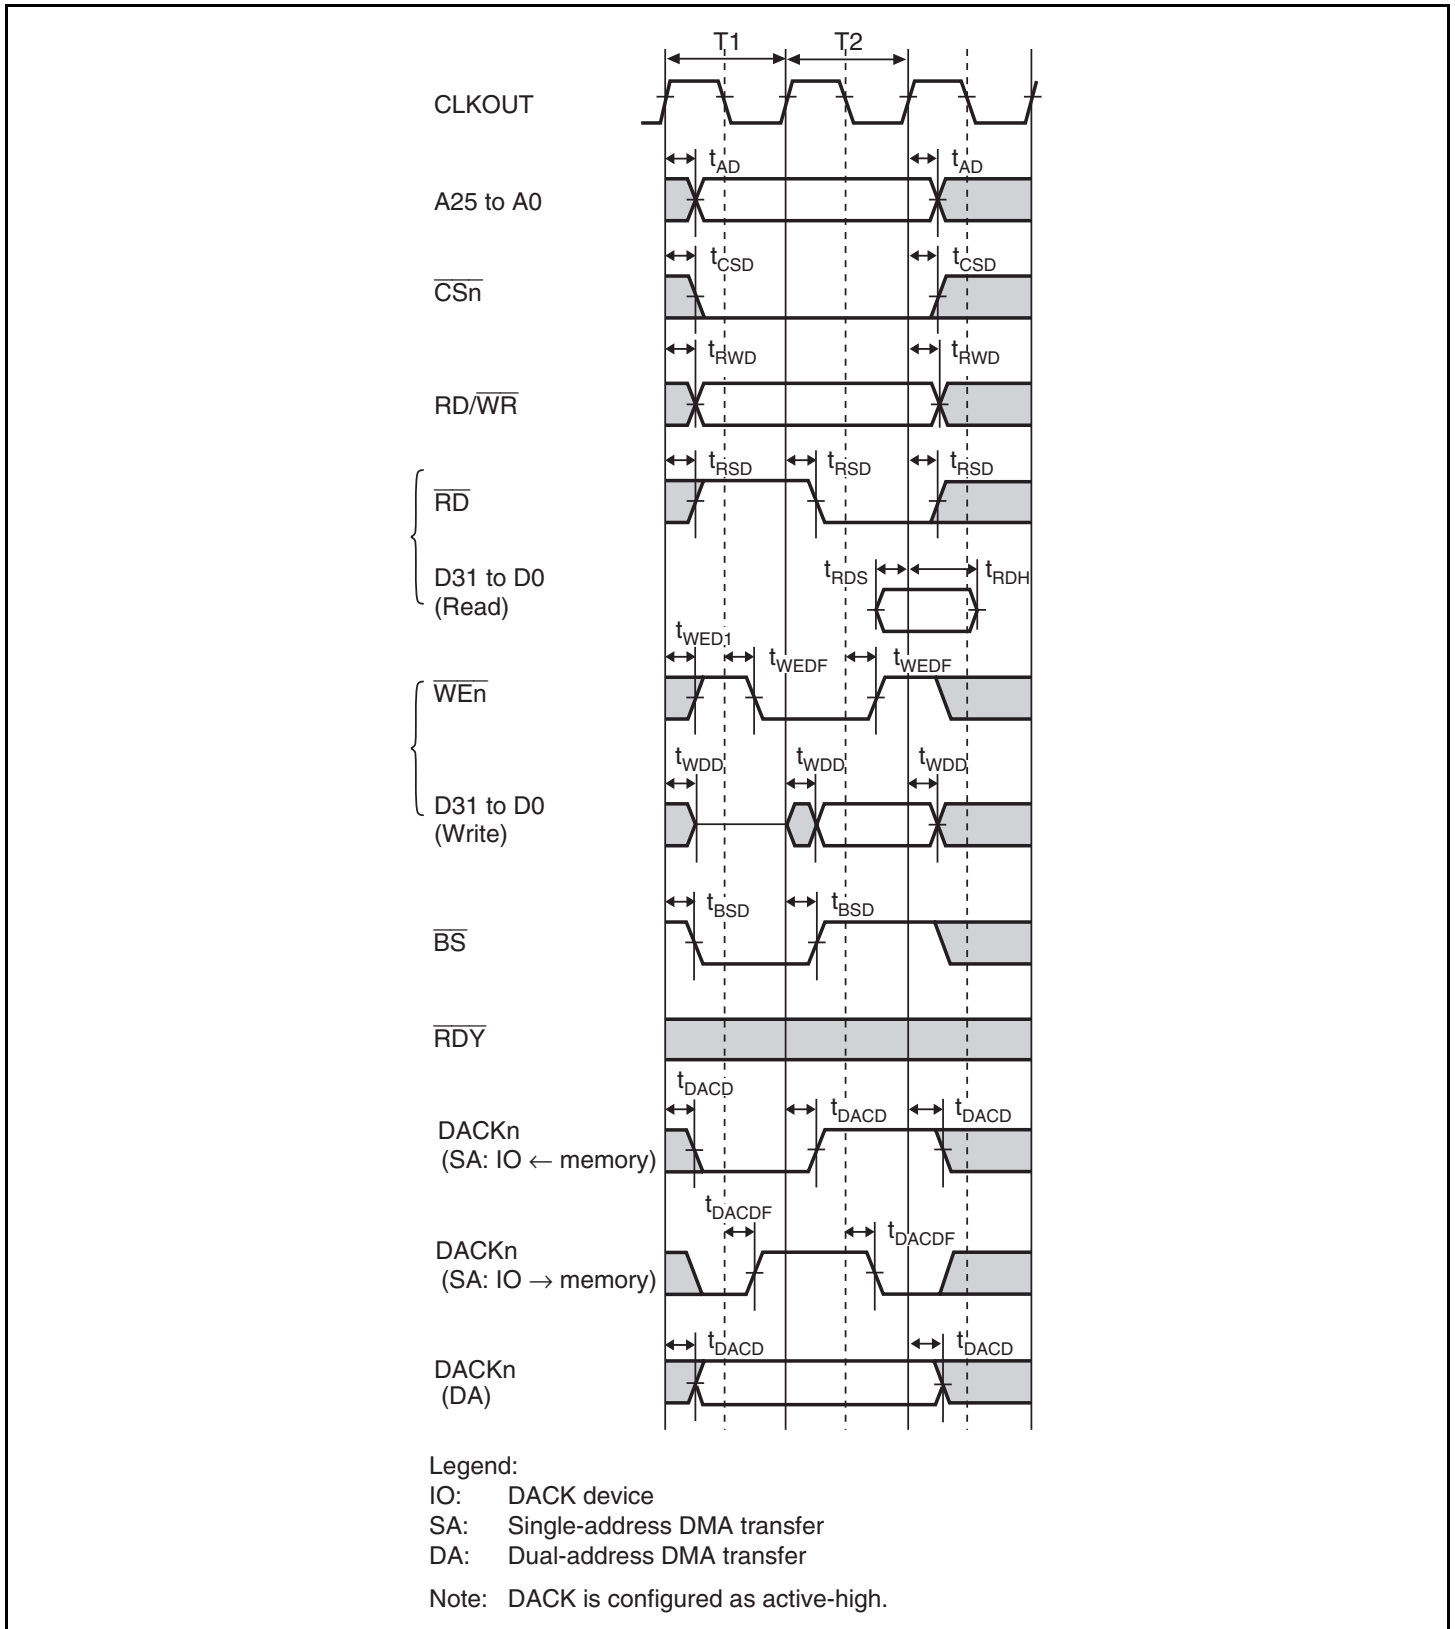 T1 T2
CLKOUT
tAD tAD
A25 to A0
tCSD tCSD
CSn
tRWD tRWD
RD/WR
tRSD tRSD tRSD
RD
tRDS tRDH
D31 to D0
(Read)
tWED1 tWEDF tWEDF
WEn
tWDD tWDD tWDD
D31 to D0
(Write)
tBSD tBSD
BS
RDY
tDACD tDACD tDACD
DACKn
(SA: IO ← memory)
tDACDF tDACDF
DACKn
(SA: IO → memory)
tDACD tDACD
DACKn
(DA)
Legend:
IO: DACK device
SA: Single-address DMA transfer
DA: Dual-address DMA transfer
Note: DACK is configured as active-high.